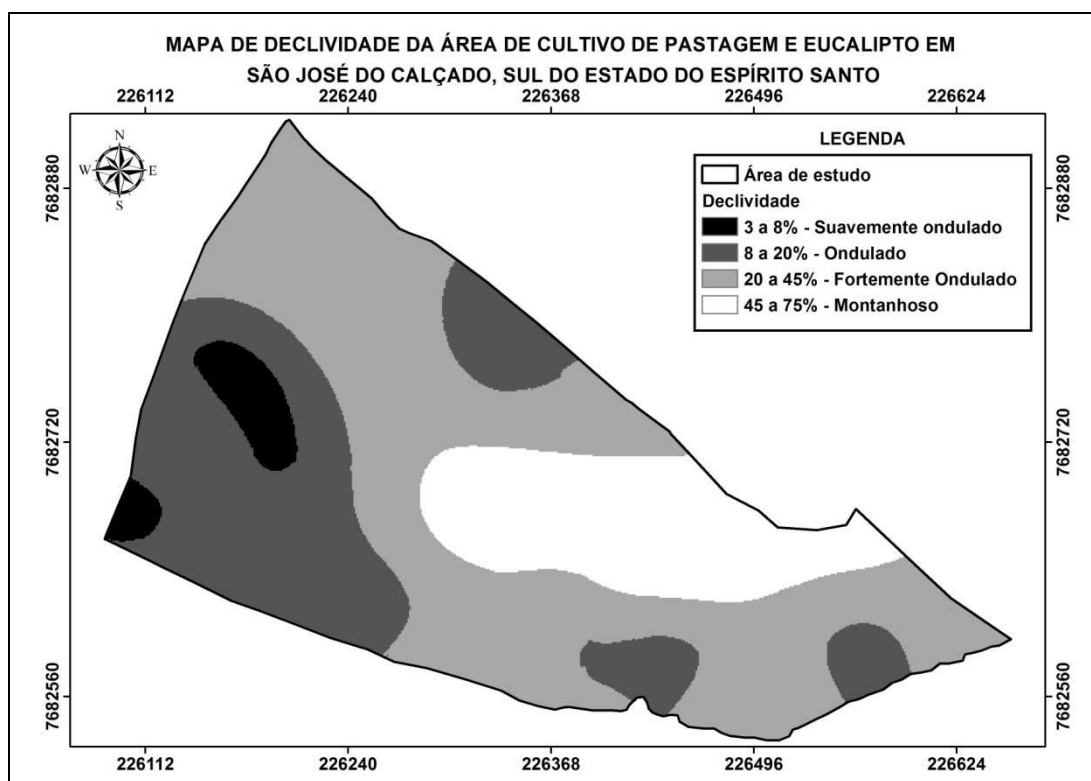 MAPA DE DECLIVIDADE DA ÁREA DE CULTIVO DE PASTAGEM E EUCALIPTO EM
SÃO JOSÉ DO CALÇADO, SUL DO ESTADO DO ESPÍRITO SANTO
226112 226240 226368 226496 226624
N
W E
S
LEGENDA
Área de estudo
Declividade
3 a 8% - Suavemente ondulado
8 a 20% - Ondulado
20 a 45% - Fortemente Ondulado
45 a 75% - Montanhoso
7682880 7682880
7682720 7682720
7682560 7682560
226112 226240 226368 226496 226624